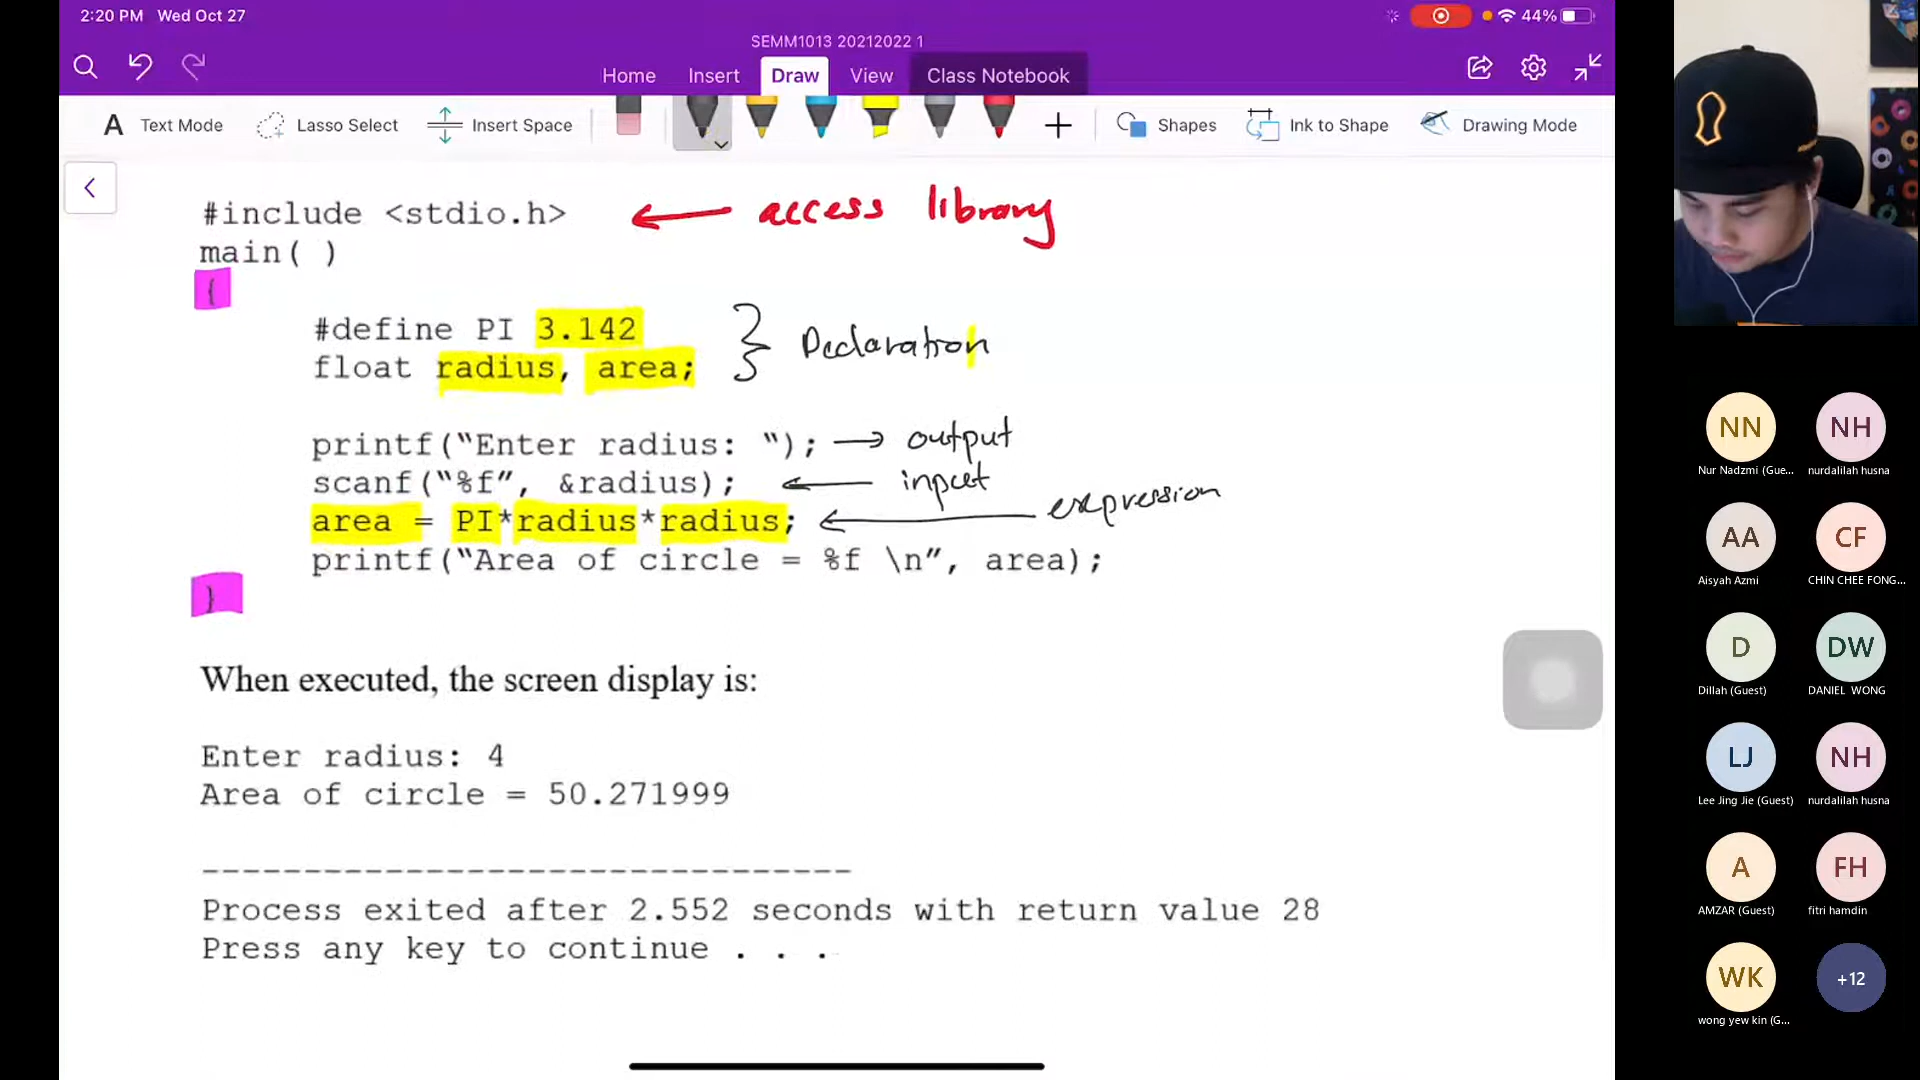 2:20 PM Wed Oct 27
44%
SEMM1013 20212022 1
Home Insert Draw View Class Notebook
A Text Mode Lasso Select Insert Space Shapes Ink to Shape Drawing Mode
#include <stdio.h> ← access library
main( )
{
#define PI 3.142
float radius, area;
} Declaration
printf("Enter radius: "); → output
scanf("%f", &radius); ← input
area = PI*radius*radius; ← expression
printf("Area of circle = %f \n", area);
}
When executed, the screen display is:
Enter radius: 4
Area of circle = 50.271999
--------------------------------
Process exited after 2.552 seconds with return value 28
Press any key to continue . . .
NN NH
Nur Nadzmi (Gue... nurdalilah husna
AA CF
Aisyah Azmi CHIN CHEE FONG...
D DW
Dillah (Guest) DANIEL WONG
LJ NH
Lee Jing Jie (Guest) nurdalilah husna
A FH
AMZAR (Guest) fitri hamdin
WK +12
wong yew kin (G...